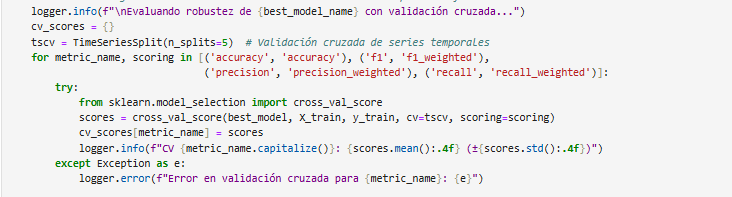 logger.info(f"\nEvaluando robustez de {best_model_name} con validación cruzada...")
cv_scores = {}
tscv = TimeSeriesSplit(n_splits=5)  # Validación cruzada de series temporales
for metric_name, scoring in [('accuracy', 'accuracy'), ('f1', 'f1_weighted'),
                             ('precision', 'precision_weighted'), ('recall', 'recall_weighted')]:
    try:
        from sklearn.model_selection import cross_val_score
        scores = cross_val_score(best_model, X_train, y_train, cv=tscv, scoring=scoring)
        cv_scores[metric_name] = scores
        logger.info(f"CV {metric_name.capitalize()}: {scores.mean():.4f} (±{scores.std():.4f})")
    except Exception as e:
        logger.error(f"Error en validación cruzada para {metric_name}: {e}")